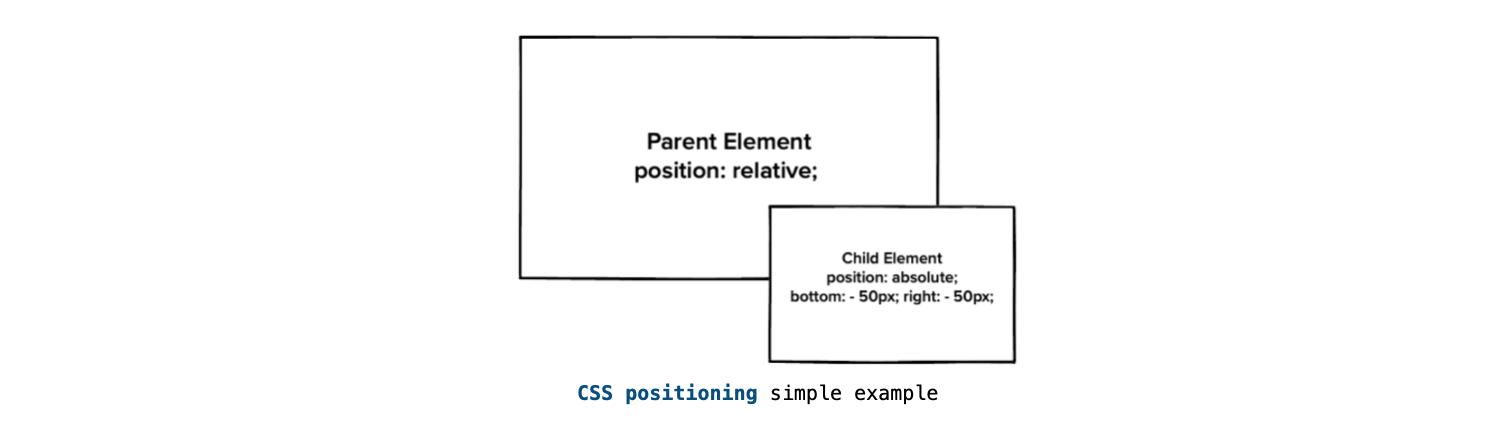 Parent Element
position: relative;
Child Element
position: absolute;
bottom: - 50px; right: - 50px;
CSS positioning simple example